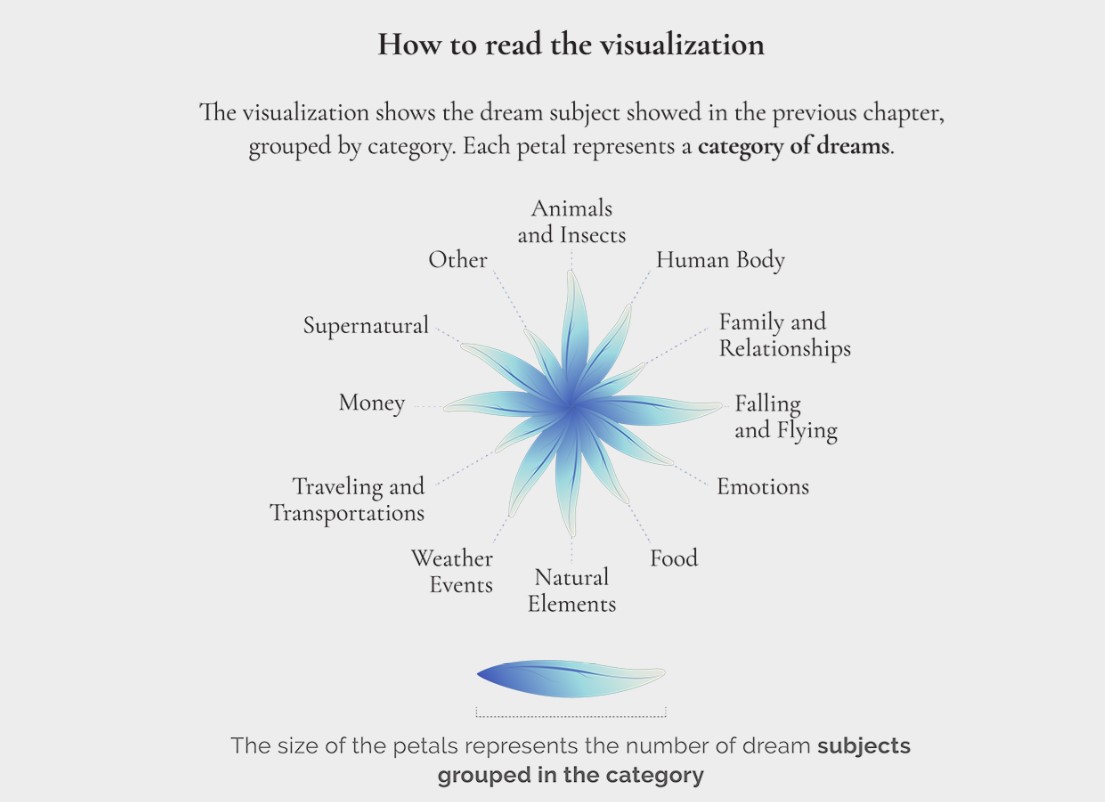 How to read the visualization
The visualization shows the dream subject showed in the previous chapter,
grouped by category. Each petal represents a category of dreams.
Animals
and Insects
Other
Human Body
Supernatural
Family and
Relationships
Money
Falling
and Flying
Traveling and
Transportations
Emotions
Weather
Events
Natural
Elements
Food
The size of the petals represents the number of dream subjects
grouped in the category